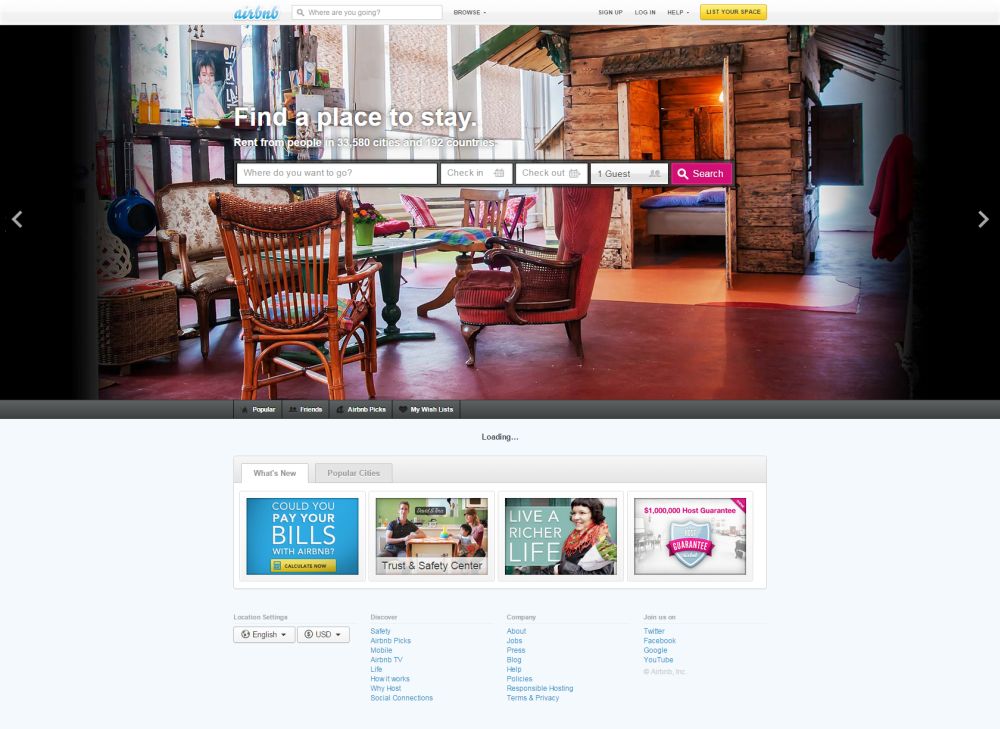 airbnb
Where are you going?
BROWSE
SIGN UP
LOG IN
HELP
LIST YOUR SPACE
Find a place to stay.
Rent from people in 33,580 cities and 192 countries.
Where do you want to go?
Check in
Check out
1 Guest
Search
Popular
Friends
Airbnb Picks
My Wish Lists
Loading...
What's New
Popular Cities
COULD YOU
PAY YOUR
BILLS
WITH AIRBNB?
CALCULATE NOW
Trust & Safety Center
LIVE A
RICHER
LIFE
$1,000,000 Host Guarantee
HOST
GUARANTEE
airbnb
Location Settings
English
USD
Discover
Safety
Airbnb Picks
Mobile
Airbnb TV
Life
How it works
Why Host
Social Connections
Company
About
Jobs
Press
Blog
Help
Policies
Responsible Hosting
Terms & Privacy
Join us on
Twitter
Facebook
Google
YouTube
© Airbnb, Inc.